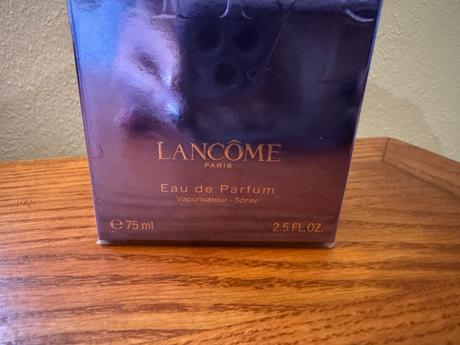 LANCÔME
PARIS
Eau de Parfum
Vaporisateur - Spray
℮ 75 ml 2.5 FL.OZ.